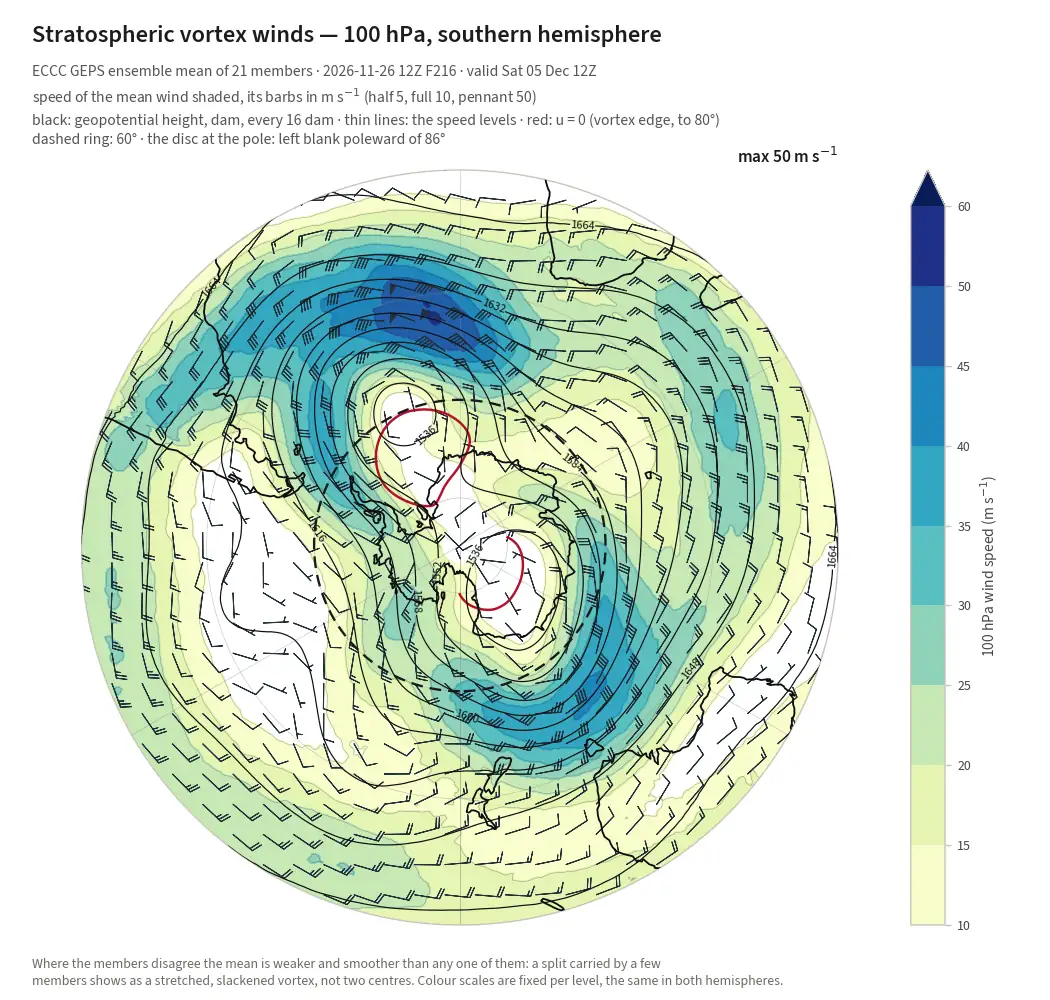 Stratospheric vortex winds — 100 hPa, southern hemisphere
ECCC GEPS ensemble mean of 21 members · 2026-11-26 12Z F216 · valid Sat 05 Dec 12Z
speed of the mean wind shaded, its barbs in m s⁻¹ (half 5, full 10, pennant 50)
black: geopotential height, dam, every 16 dam · thin lines: the speed levels · red: u = 0 (vortex edge, to 80°)
dashed ring: 60° · the disc at the pole: left blank poleward of 86°
max 50 m s⁻¹
1664
1664
1632
1536
1584
1616
1536
1552
1568
1664
1648
1600
60
50
45
40
35
30
25
20
15
10
100 hPa wind speed (m s⁻¹)
Where the members disagree the mean is weaker and smoother than any one of them: a split carried by a few
members shows as a stretched, slackened vortex, not two centres. Colour scales are fixed per level, the same in both hemispheres.